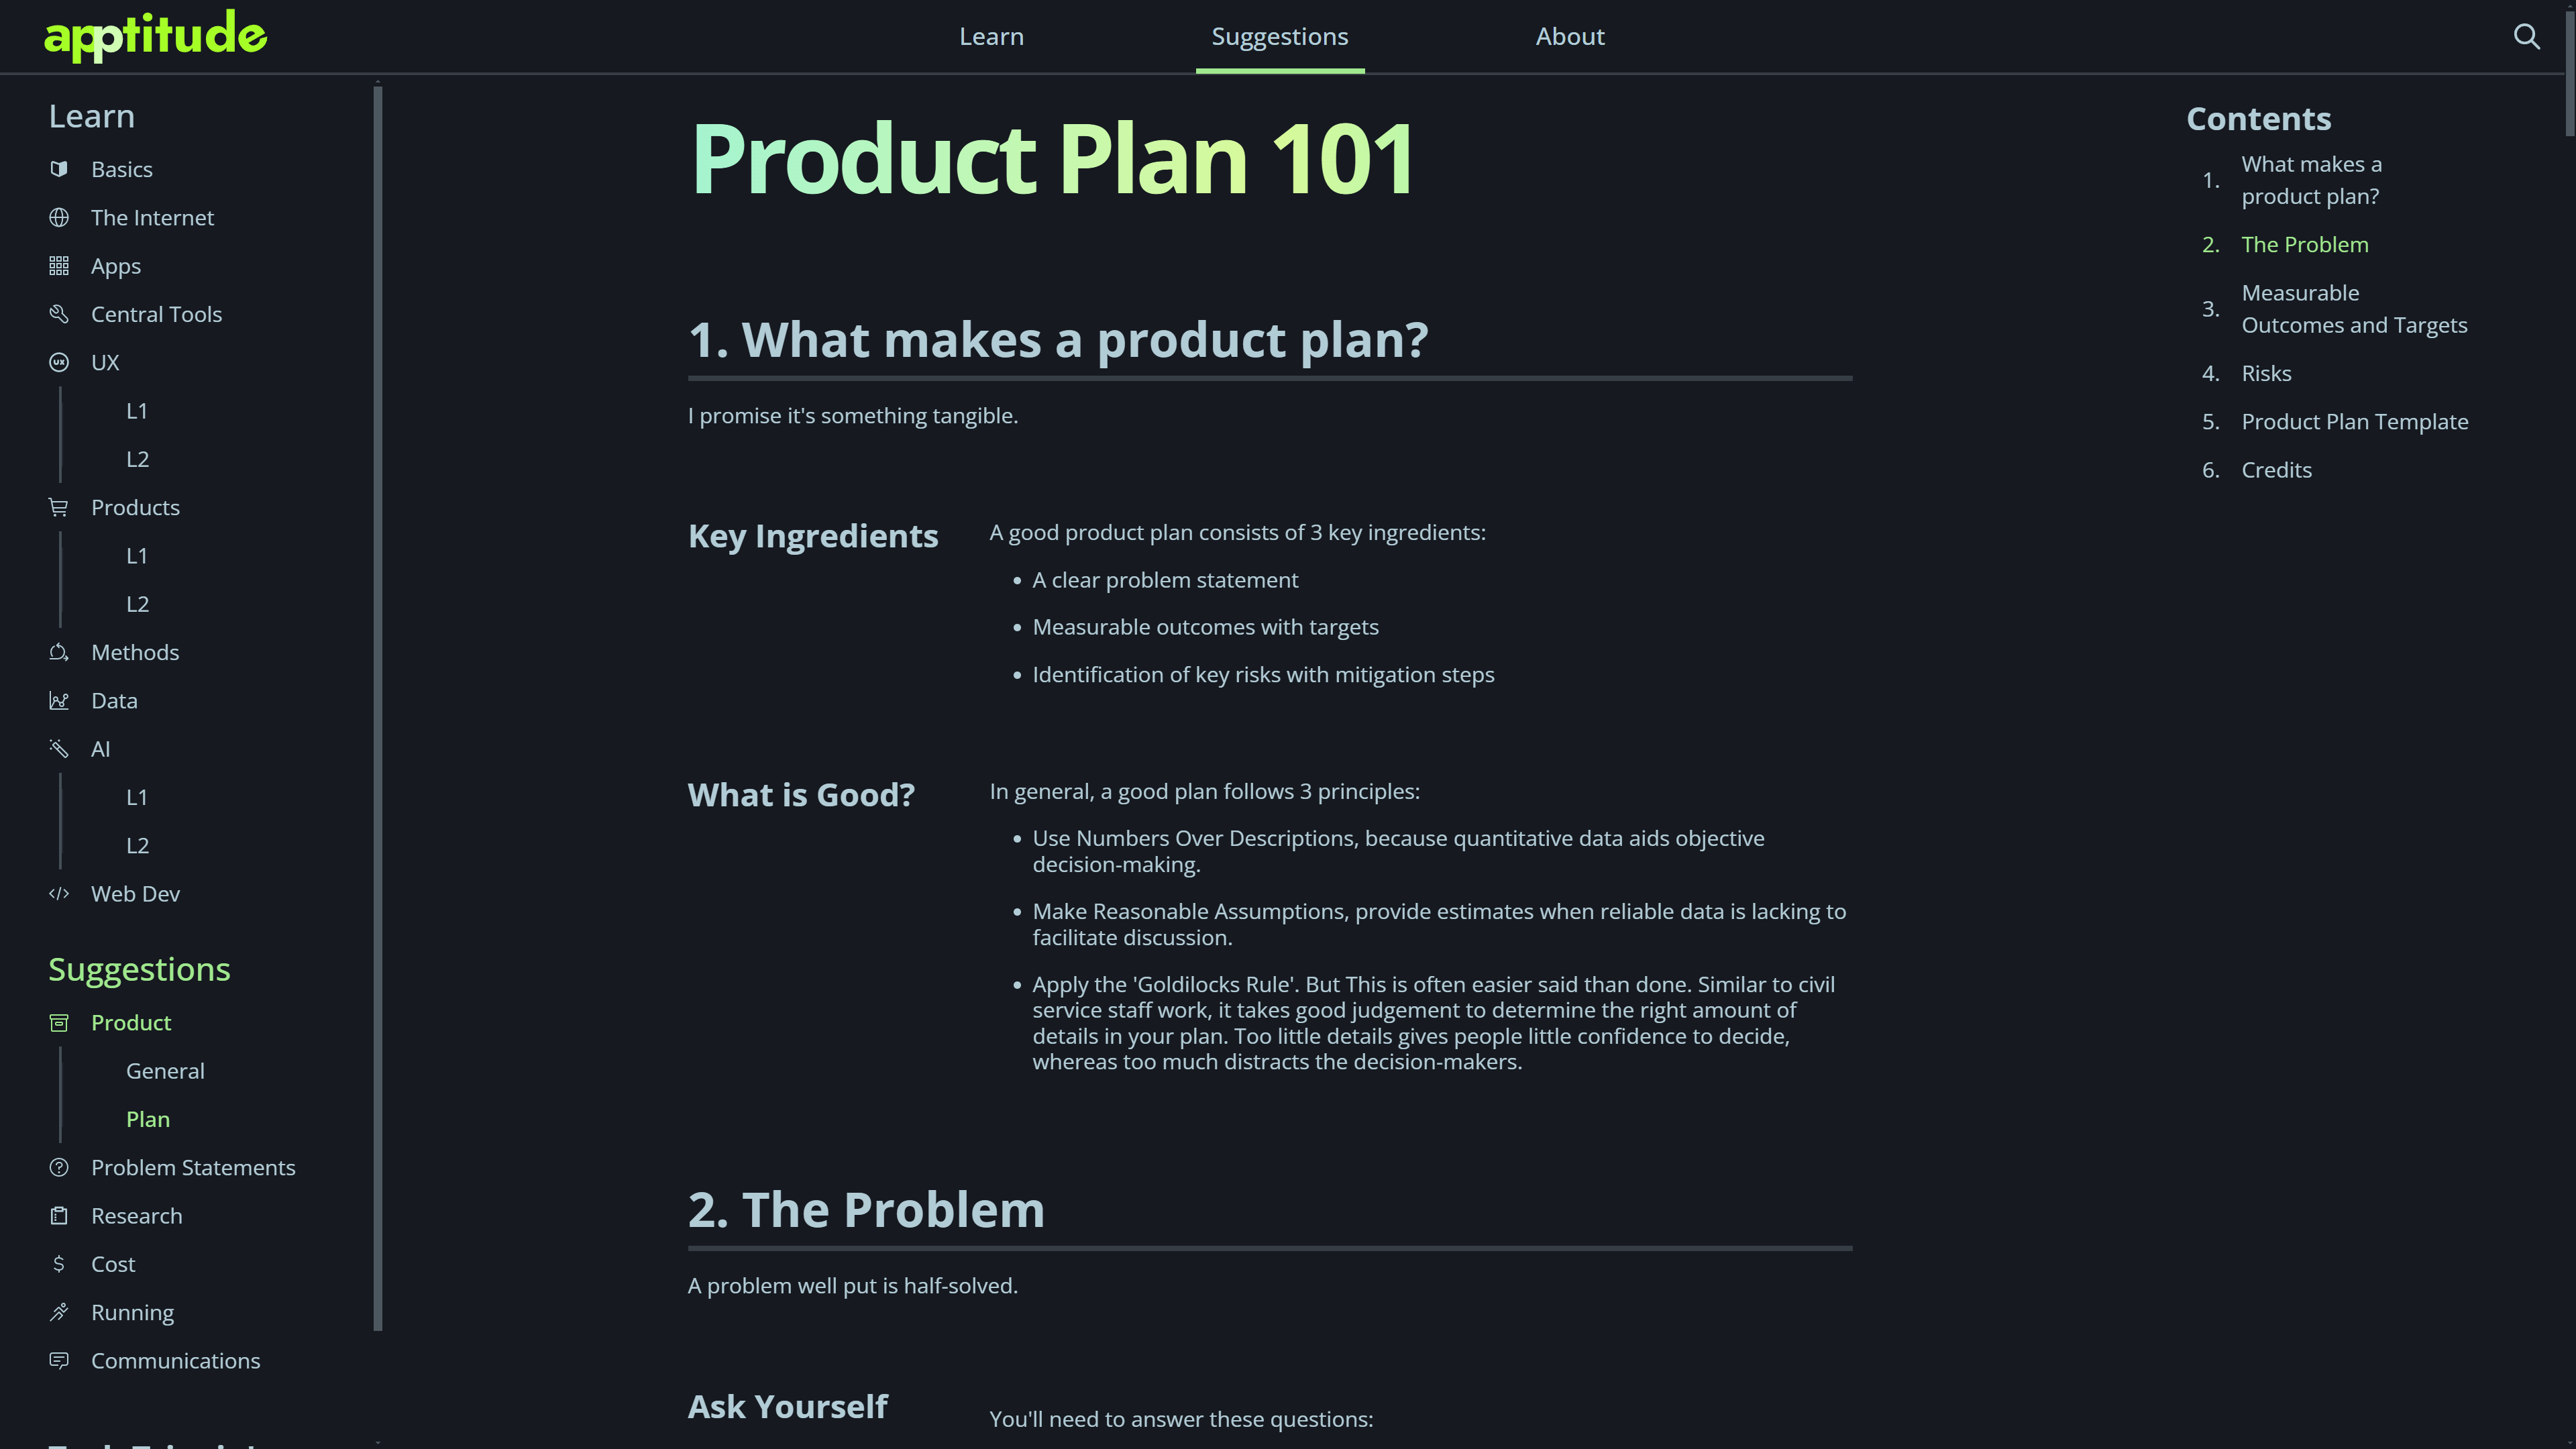 apptitude
Learn
Suggestions
About
Learn
Basics
The Internet
Apps
Central Tools
UX
L1
L2
Products
L1
L2
Methods
Data
AI
L1
L2
Web Dev
Suggestions
Product
General
Plan
Problem Statements
Research
Cost
Running
Communications
Product Plan 101
1. What makes a product plan?
I promise it's something tangible.
Key Ingredients
A good product plan consists of 3 key ingredients:
• A clear problem statement
• Measurable outcomes with targets
• Identification of key risks with mitigation steps
What is Good?
In general, a good plan follows 3 principles:
• Use Numbers Over Descriptions, because quantitative data aids objective
decision-making.
• Make Reasonable Assumptions, provide estimates when reliable data is lacking to
facilitate discussion.
• Apply the 'Goldilocks Rule'. But This is often easier said than done. Similar to civil
service staff work, it takes good judgement to determine the right amount of
details in your plan. Too little details gives people little confidence to decide,
whereas too much distracts the decision-makers.
2. The Problem
A problem well put is half-solved.
Ask Yourself
You'll need to answer these questions:
Contents
1. What makes a
product plan?
2. The Problem
3. Measurable
Outcomes and Targets
4. Risks
5. Product Plan Template
6. Credits